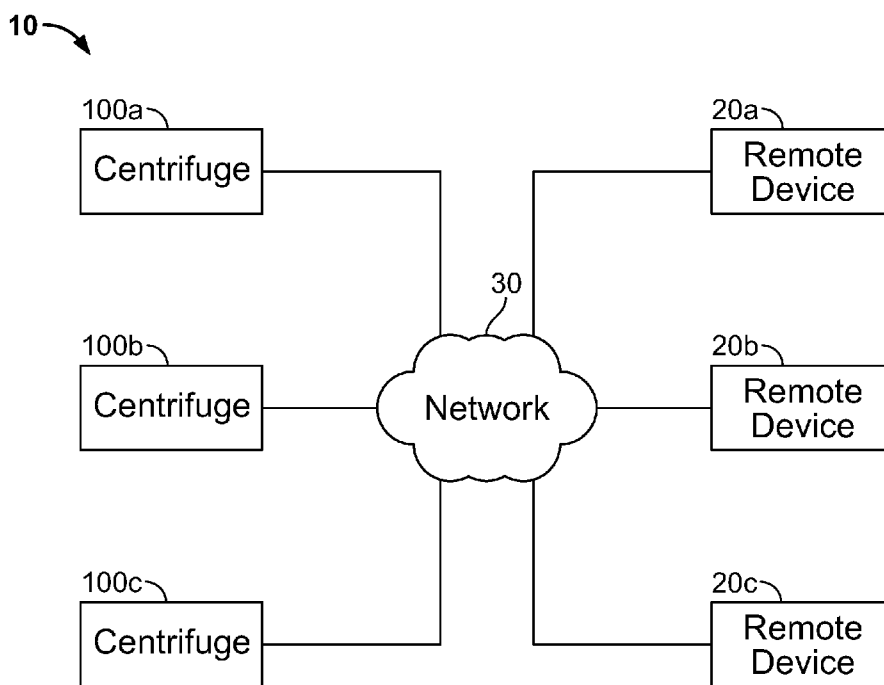 10
100a
Centrifuge
20a
Remote
Device
30
100b
Centrifuge
Network
20b
Remote
Device
100c
Centrifuge
20c
Remote
Device